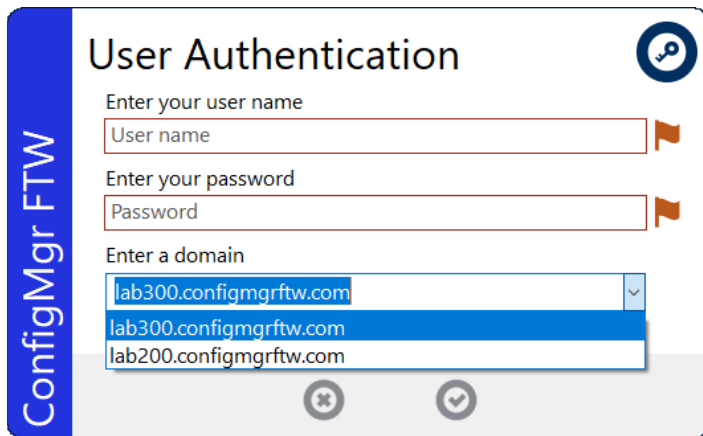 ConfigMgr FTW
User Authentication
Enter your user name
User name
Enter your password
Password
Enter a domain
lab300.configmgrftw.com
lab300.configmgrftw.com
lab200.configmgrftw.com